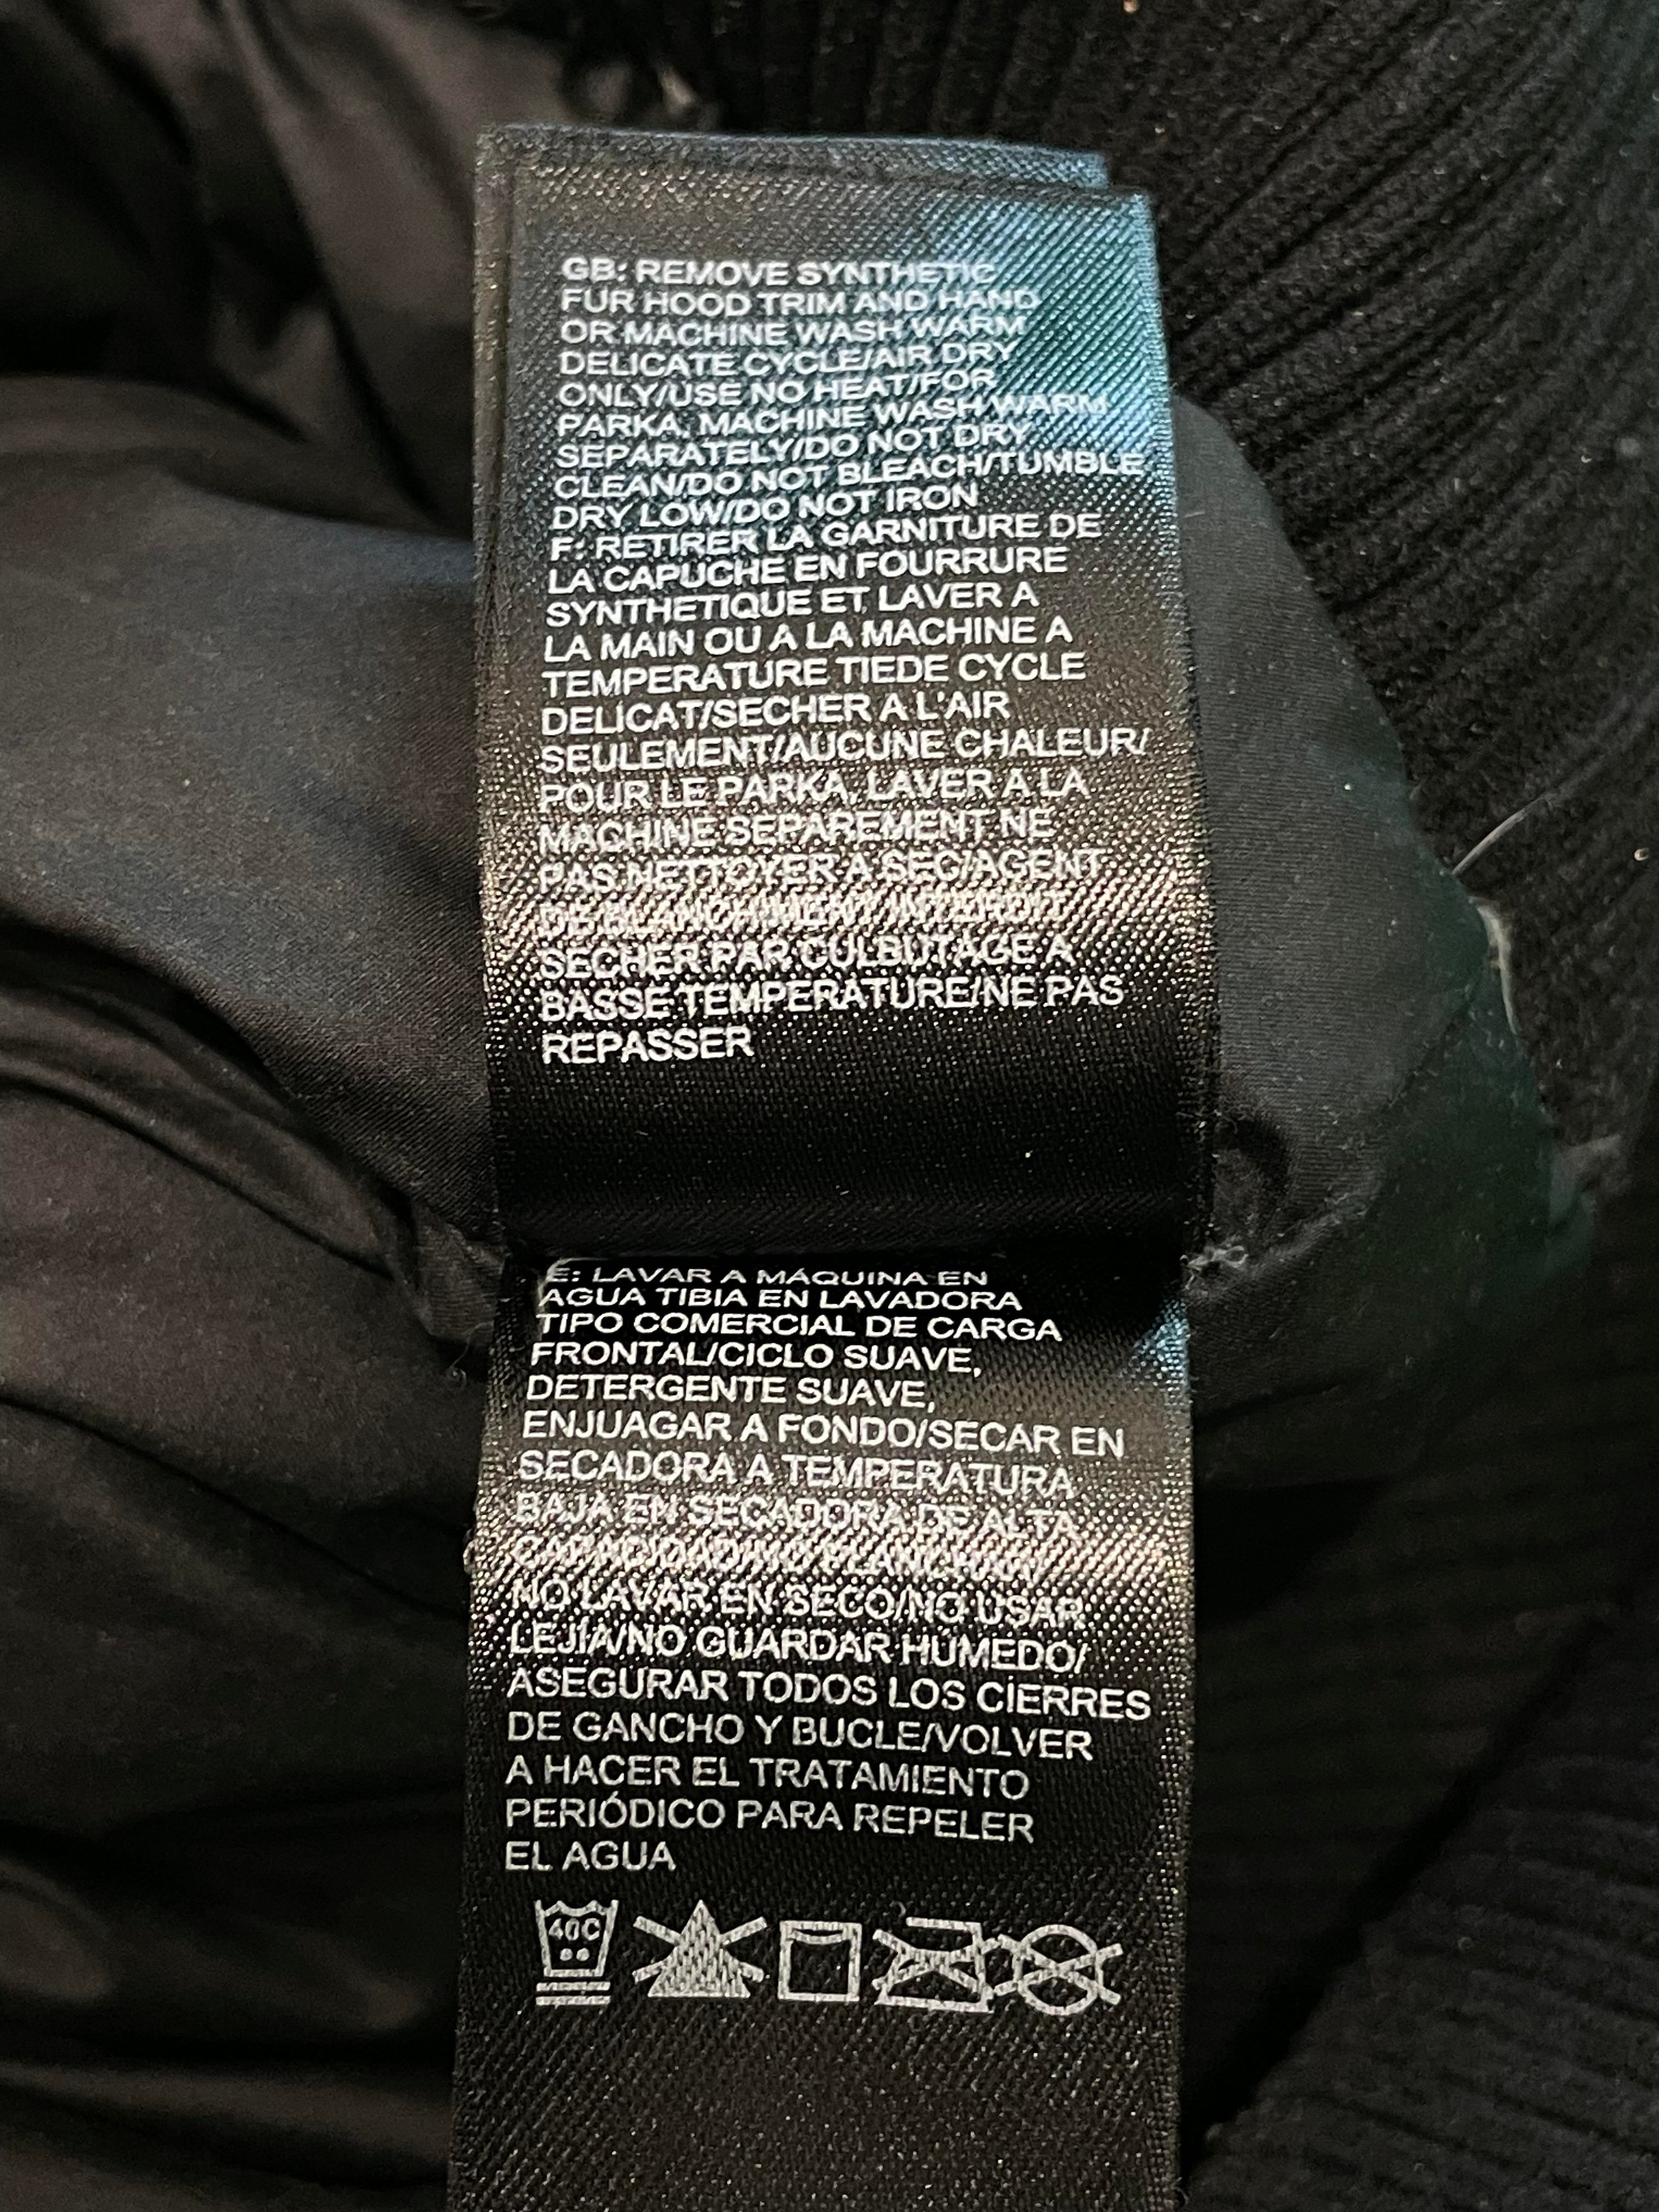 GB: REMOVE SYNTHETIC
FUR HOOD TRIM AND HAND
OR MACHINE WASH WARM
DELICATE CYCLE/AIR DRY
ONLY/USE NO HEAT/FOR
PARKA, MACHINE WASH WARM
SEPARATELY/DO NOT DRY
CLEAN/DO NOT BLEACH/TUMBLE
DRY LOW/DO NOT IRON
F: RETIRER LA GARNITURE DE
LA CAPUCHE EN FOURRURE
SYNTHETIQUE ET LAVER A
LA MAIN OU A LA MACHINE A
TEMPERATURE TIEDE CYCLE
DELICAT/SECHER A L'AIR
SEULEMENT/AUCUNE CHALEUR/
POUR LE PARKA, LAVER A LA
MACHINE SEPAREMENT NE
PAS NETTOYER A SEC/AGENT
DE BLANCHIMENT INTERDIT
SECHER PAR CULBUTAGE A
BASSE TEMPERATURE/NE PAS
REPASSER
E: LAVAR A MÁQUINA EN
AGUA TIBIA EN LAVADORA
TIPO COMERCIAL DE CARGA
FRONTAL/CICLO SUAVE,
DETERGENTE SUAVE,
ENJUAGAR A FONDO/SECAR EN
SECADORA A TEMPERATURA
BAJA EN SECADORA DE ALTA
CAPACIDAD/NO PLANCHAR/
NO LAVAR EN SECO/NO USAR
LEJÍA/NO GUARDAR HUMEDO/
ASEGURAR TODOS LOS CIERRES
DE GANCHO Y BUCLE/VOLVER
A HACER EL TRATAMIENTO
PERIÓDICO PARA REPELER
EL AGUA
40C